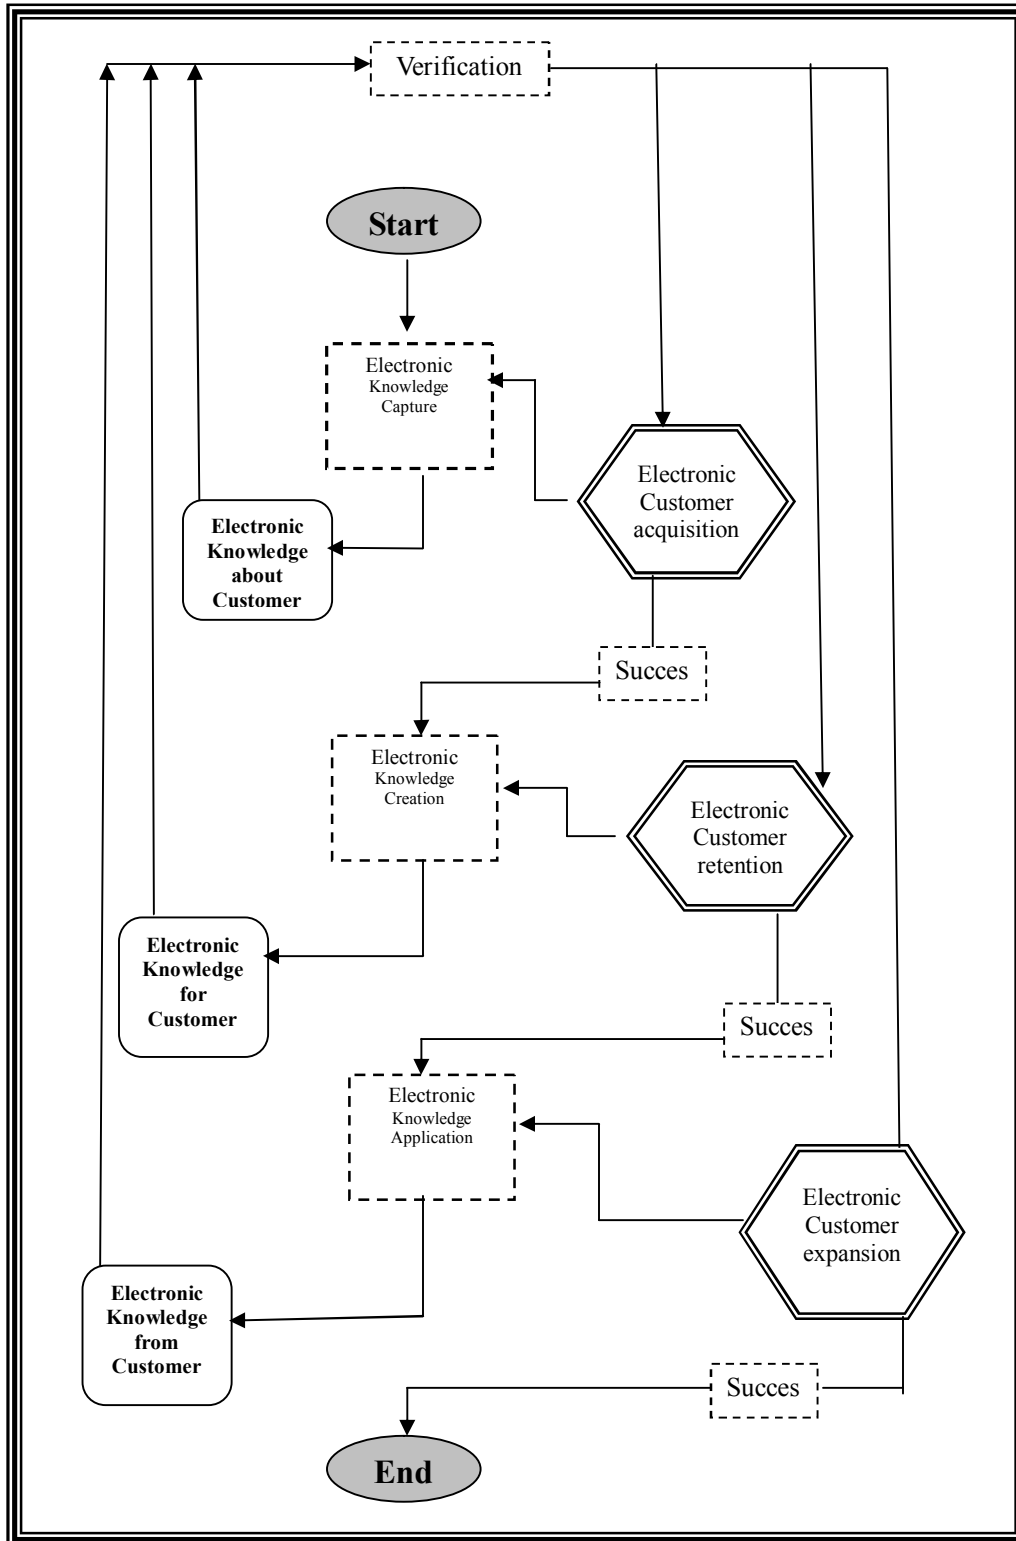 Verification
Start
Electronic
Knowledge
Capture
Electronic
Customer
acquisition
Electronic
Knowledge
about
Customer
Succes
Electronic
Knowledge
Creation
Electronic
Customer
retention
Electronic
Knowledge
for
Customer
Succes
Electronic
Knowledge
Application
Electronic
Customer
expansion
Electronic
Knowledge
from
Customer
Succes
End